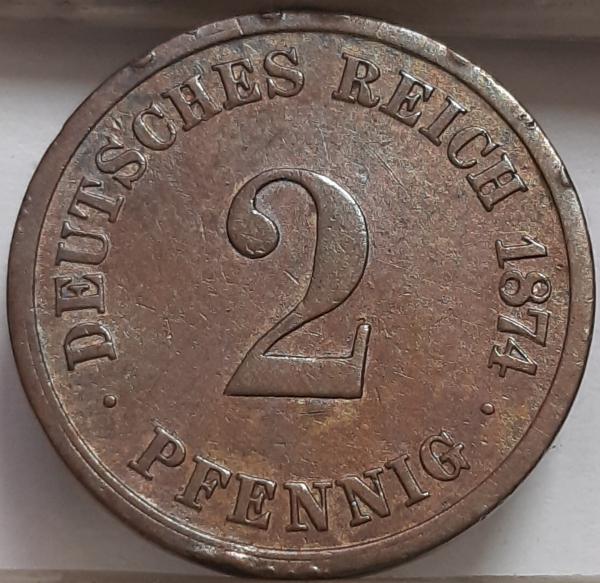 DEUTSCHES REICH 1874
2
· PFENNIG ·